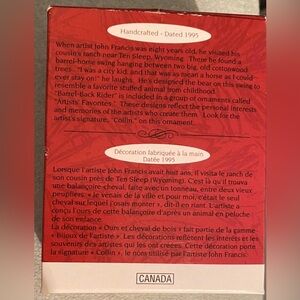 Handcrafted - Dated 1995
When artist John Francis was eight years old, he visited his
cousin's ranch near Ten Sleep, Wyoming. There he found a
barrel-horse swing hanging between two big, old cottonwood
trees. "I was a city kid, and that was as mean a horse as I could
ever stay on!" he laughs. He's designed the bear on this swing to
resemble a favorite stuffed animal from childhood.
"Barrel-Back Rider" is included in a group of ornaments called
"Artists' Favorites." These designs reflect the personal interests
and memories of the artists who create them. Look for the
artist's signature, "Collin," on this ornament.
Décoration fabriquée à la main
Datée 1995
Lorsque l'artiste John Francis avait huit ans, il visita le ranch
de son cousin près de Ten Sleep (Wyoming). C'est là qu'il trouva
une balançoire-cheval, faite avec un tonneau, entre deux vieux
peupliers. « Je venais de la ville et pour moi, c'était le seul
cheval sur lequel j'osais monter », dit-il en riant. L'artiste a
conçu l'ours de cette balançoire d'après un animal en peluche
de son enfance.
La décoration « Ours et cheval de bois » fait partie de la gamme
« Bijoux de l'artiste ». Ces décorations reflètent les intérêts et les
souvenirs des artistes qui les ont créées. Cette décoration porte
la signature « Collin », le nom utilisé par l'artiste John Francis.
CANADA